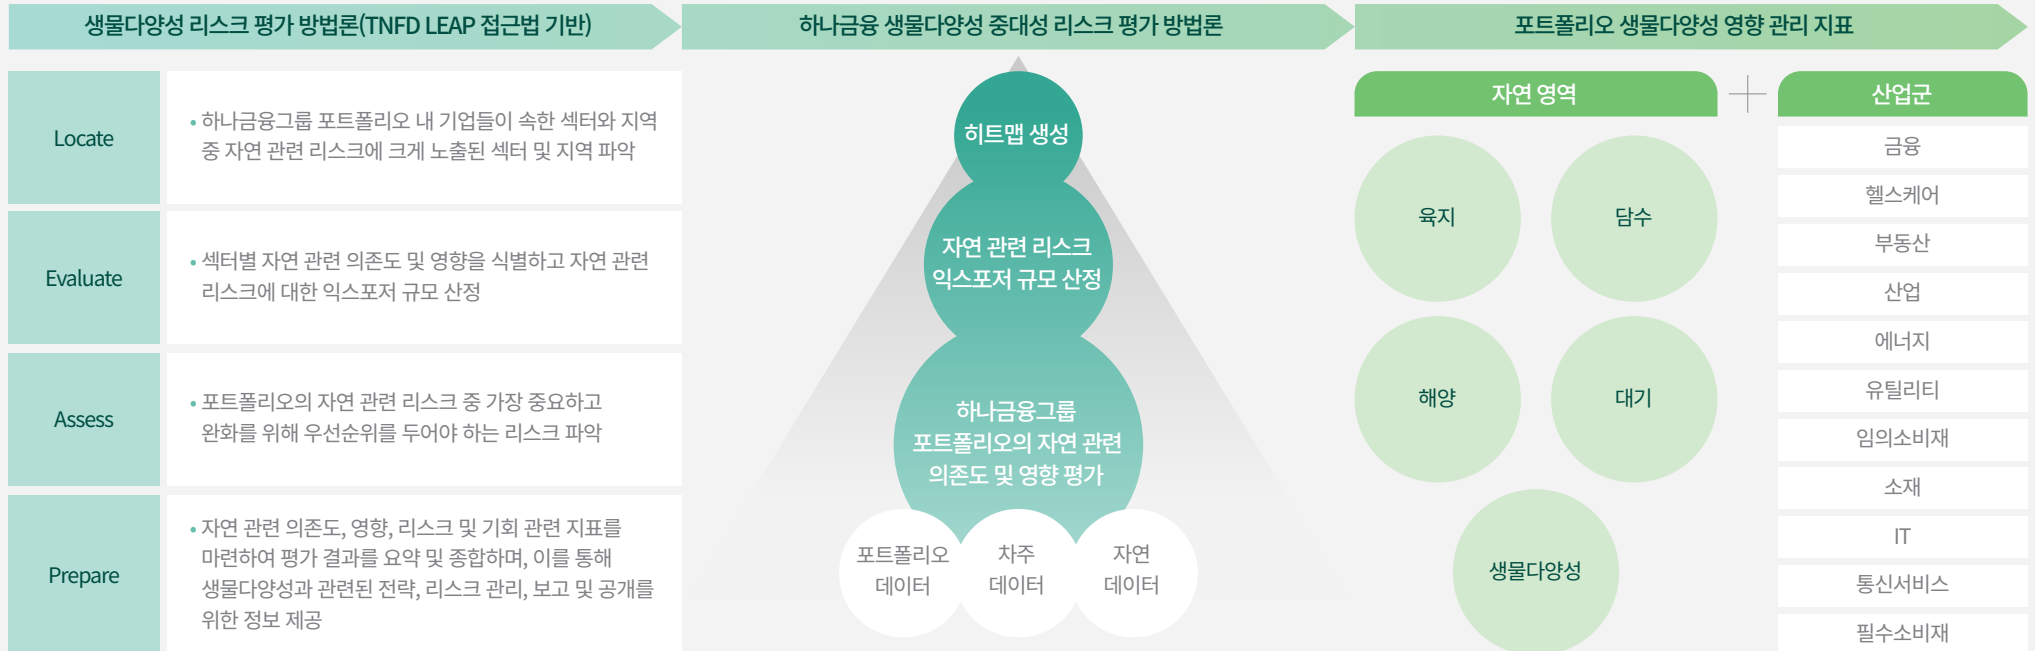 생물다양성 리스크 평가 방법론(TNFD LEAP 접근법 기반)
Locate
• 하나금융그룹 포트폴리오 내 기업들이 속한 섹터와 지역
중 자연 관련 리스크에 크게 노출된 섹터 및 지역 파악
Evaluate
• 섹터별 자연 관련 의존도 및 영향을 식별하고 자연 관련
리스크에 대한 익스포저 규모 산정
Assess
• 포트폴리오의 자연 관련 리스크 중 가장 중요하고
완화를 위해 우선순위를 두어야 하는 리스크 파악
Prepare
• 자연 관련 의존도, 영향, 리스크 및 기회 관련 지표를
마련하여 평가 결과를 요약 및 종합하며, 이를 통해
생물다양성과 관련된 전략, 리스크 관리, 보고 및 공개를
위한 정보 제공
하나금융 생물다양성 중대성 리스크 평가 방법론
히트맵 생성
자연 관련 리스크
익스포저 규모 산정
하나금융그룹
포트폴리오의 자연 관련
의존도 및 영향 평가
포트폴리오
데이터
차주
데이터
자연
데이터
포트폴리오 생물다양성 영향 관리 지표
자연 영역
육지
담수
해양
대기
생물다양성
산업군
금융
헬스케어
부동산
산업
에너지
유틸리티
임의소비재
소재
IT
통신서비스
필수소비재